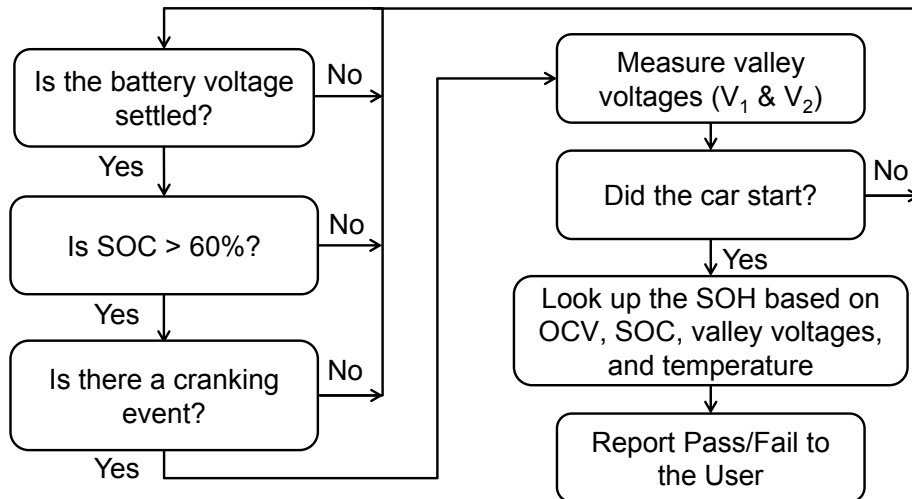 Is the battery voltage
settled?
No
Yes
Is SOC > 60%?
No
Yes
Is there a cranking
event?
No
Yes
Measure valley
voltages (V₁ & V₂)
Did the car start?
No
Yes
Look up the SOH based on
OCV, SOC, valley voltages,
and temperature
Report Pass/Fail to
the User